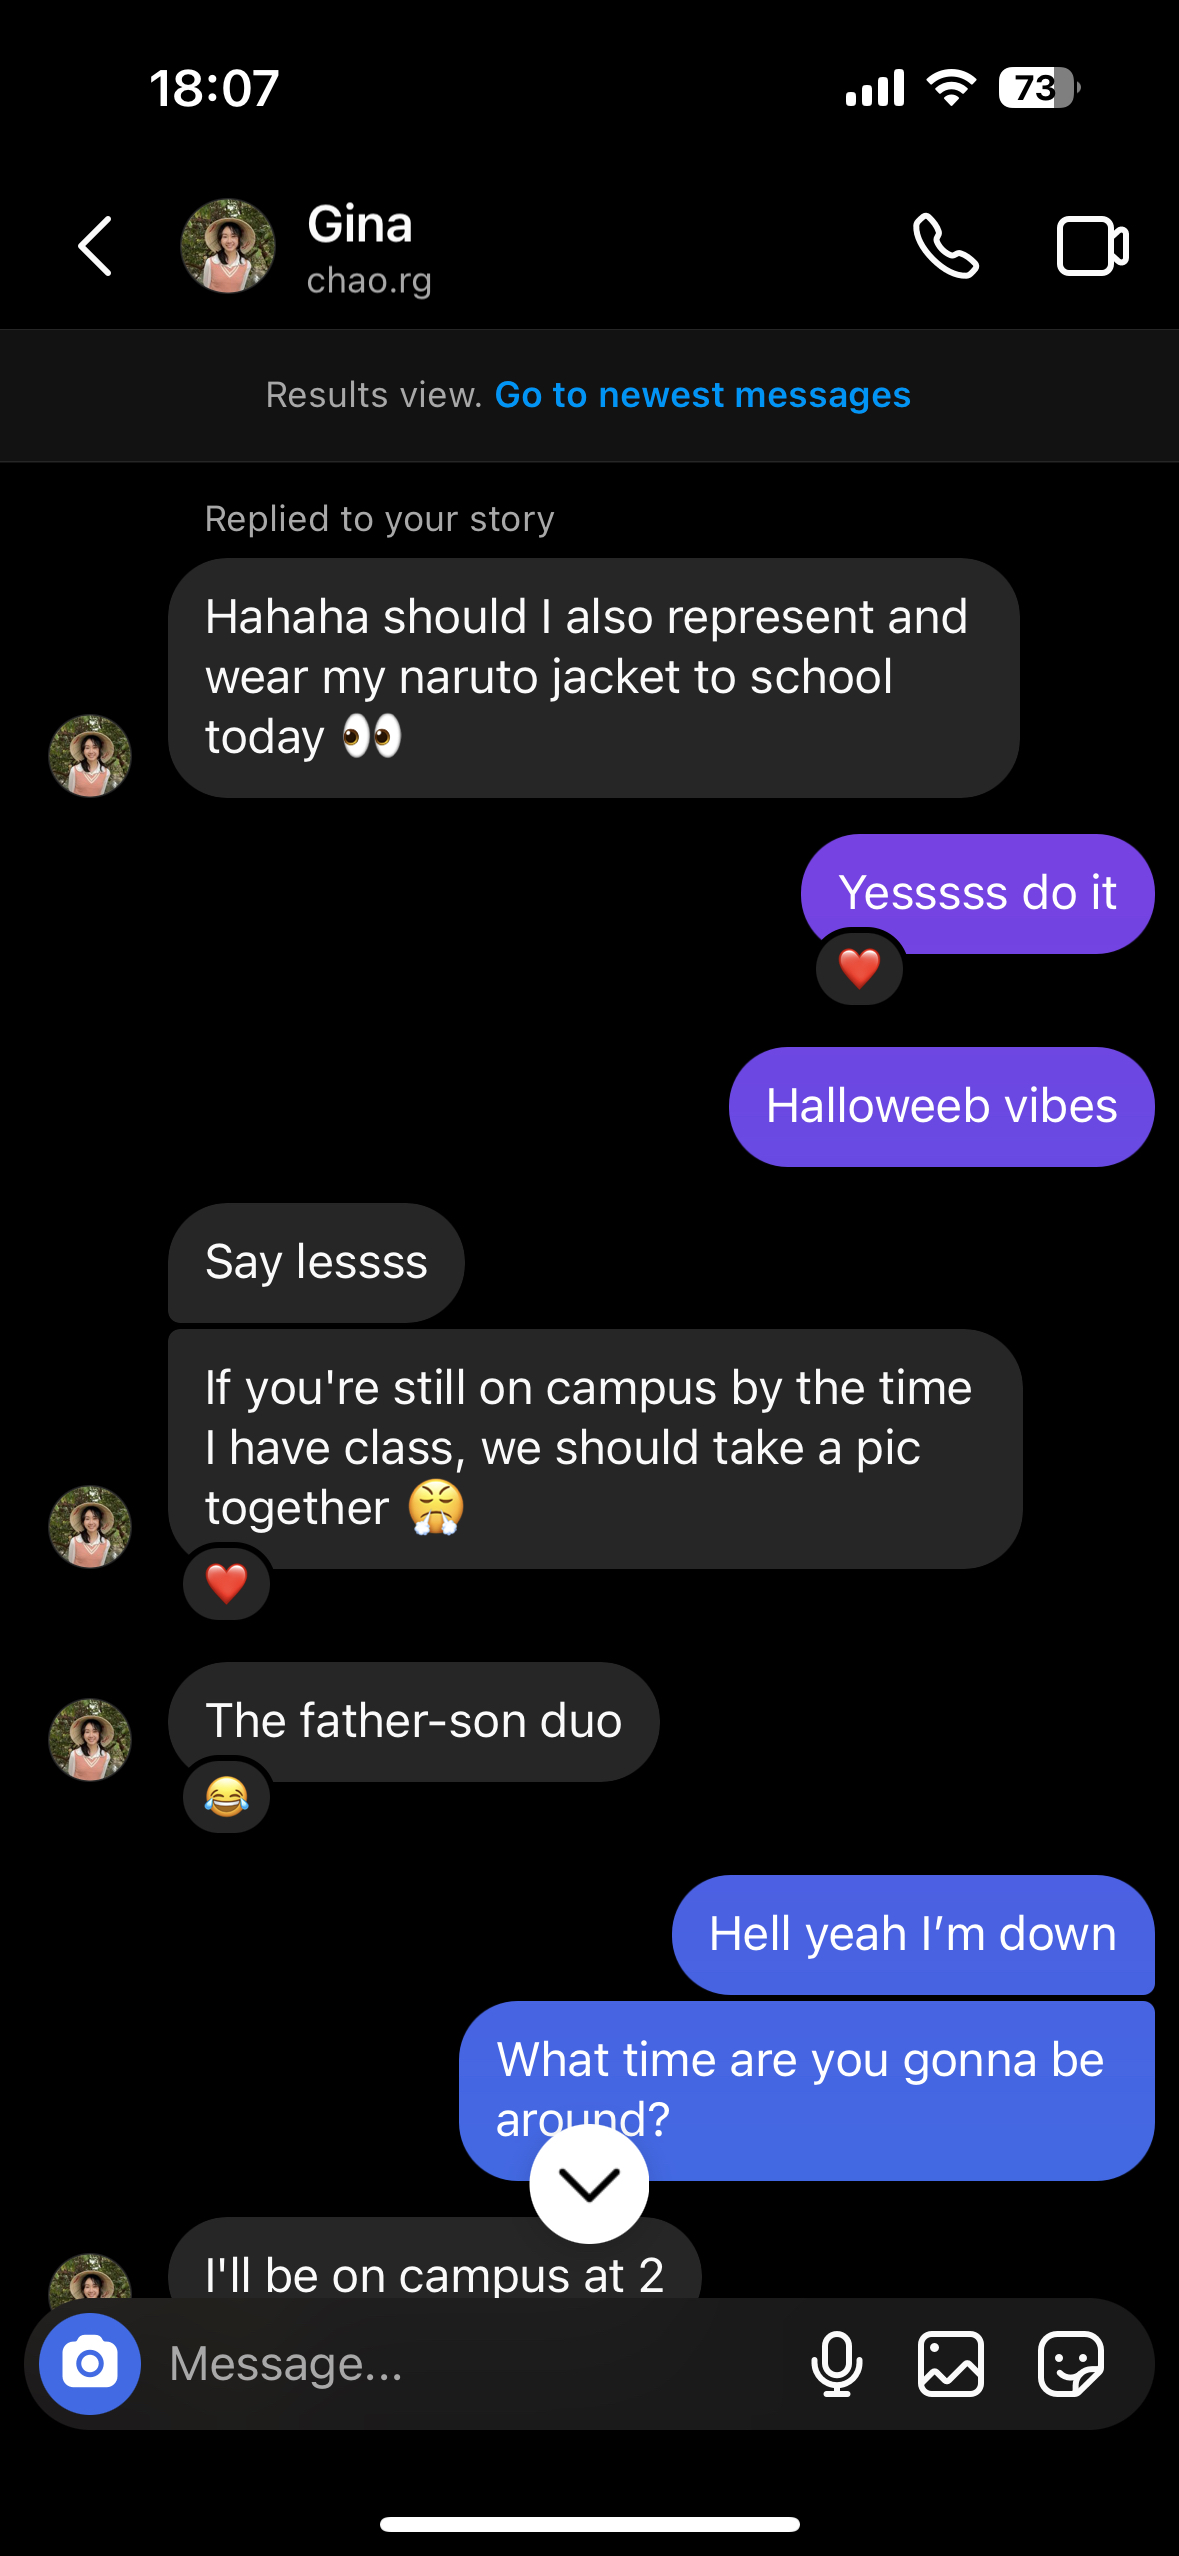 18:07
73
Gina
chao.rg
Results view. Go to newest messages
Replied to your story
Hahaha should I also represent and
wear my naruto jacket to school
today 👀
Yesssss do it
❤️
Halloweeb vibes
Say lessss
If you're still on campus by the time
I have class, we should take a pic
together 😤
❤️
The father-son duo
😂
Hell yeah I’m down
What time are you gonna be
around?
I'll be on campus at 2
Message...